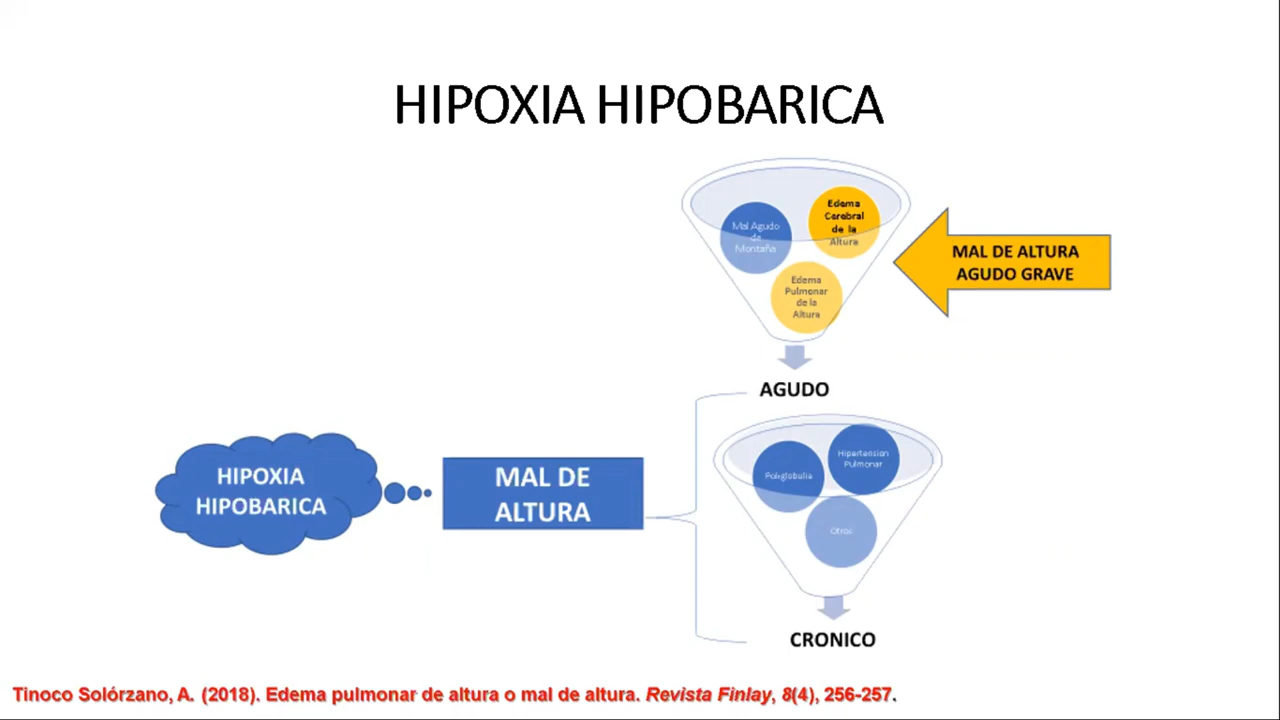 HIPOXIA HIPOBARICA
Mal Agudo
de
Montaña
Edema
Cerebral
de la
Altura
Edema
Pulmonar
de la
Altura
MAL DE ALTURA
AGUDO GRAVE
AGUDO
HIPOXIA
HIPOBARICA
MAL DE
ALTURA
Poliglobulia
Hipertencion
Pulmonar
Otros
CRONICO
Tinoco Solórzano, A. (2018). Edema pulmonar de altura o mal de altura. Revista Finlay, 8(4), 256-257.